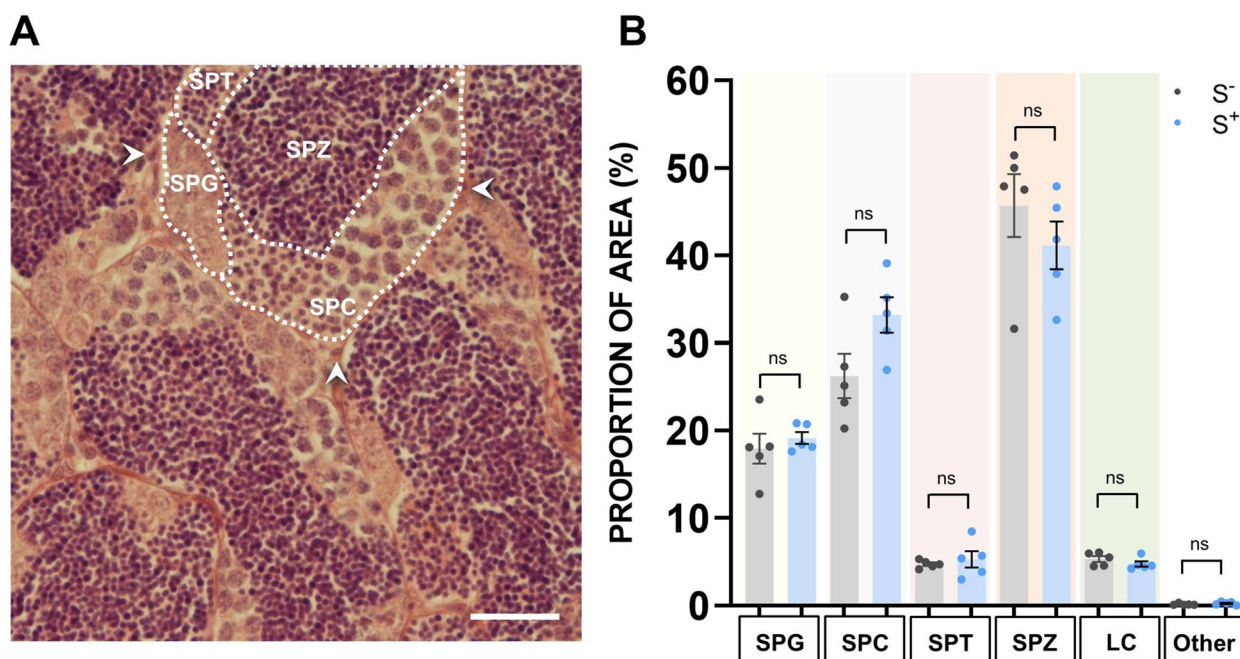 A
SPT
SPZ
SPG
SPC
B
PROPORTION OF AREA (%)
60
50
40
30
20
10
0
S-
S+
ns
ns
ns
ns
ns
ns
SPG
SPC
SPT
SPZ
LC
Other